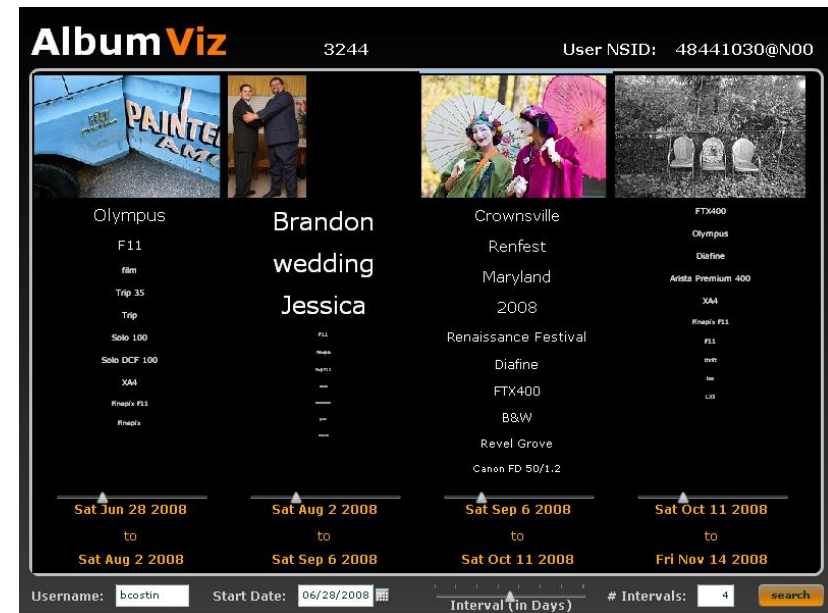 AlbumViz
3244
User NSID: 48441030@N00
PAINTE
Olympus
F11
film
Trip 35
Trip
Solo 100
Solo DCF 100
XA4
Finepix F11
Finepix
Brandon
wedding
Jessica
F11
Crownsville
Renfest
Maryland
2008
Renaissance Festival
Diafine
FTX400
B&W
Revel Grove
Canon FD 50/1.2
FTX400
Olympus
Diafine
Arista Premium 400
XA4
Finepix F11
F11
thrift
LX3
Sat Jun 28 2008
to
Sat Aug 2 2008
Sat Aug 2 2008
to
Sat Sep 6 2008
Sat Sep 6 2008
to
Sat Oct 11 2008
Sat Oct 11 2008
to
Fri Nov 14 2008
Username: bcostin
Start Date: 06/28/2008
Interval (in Days)
# Intervals: 4
search